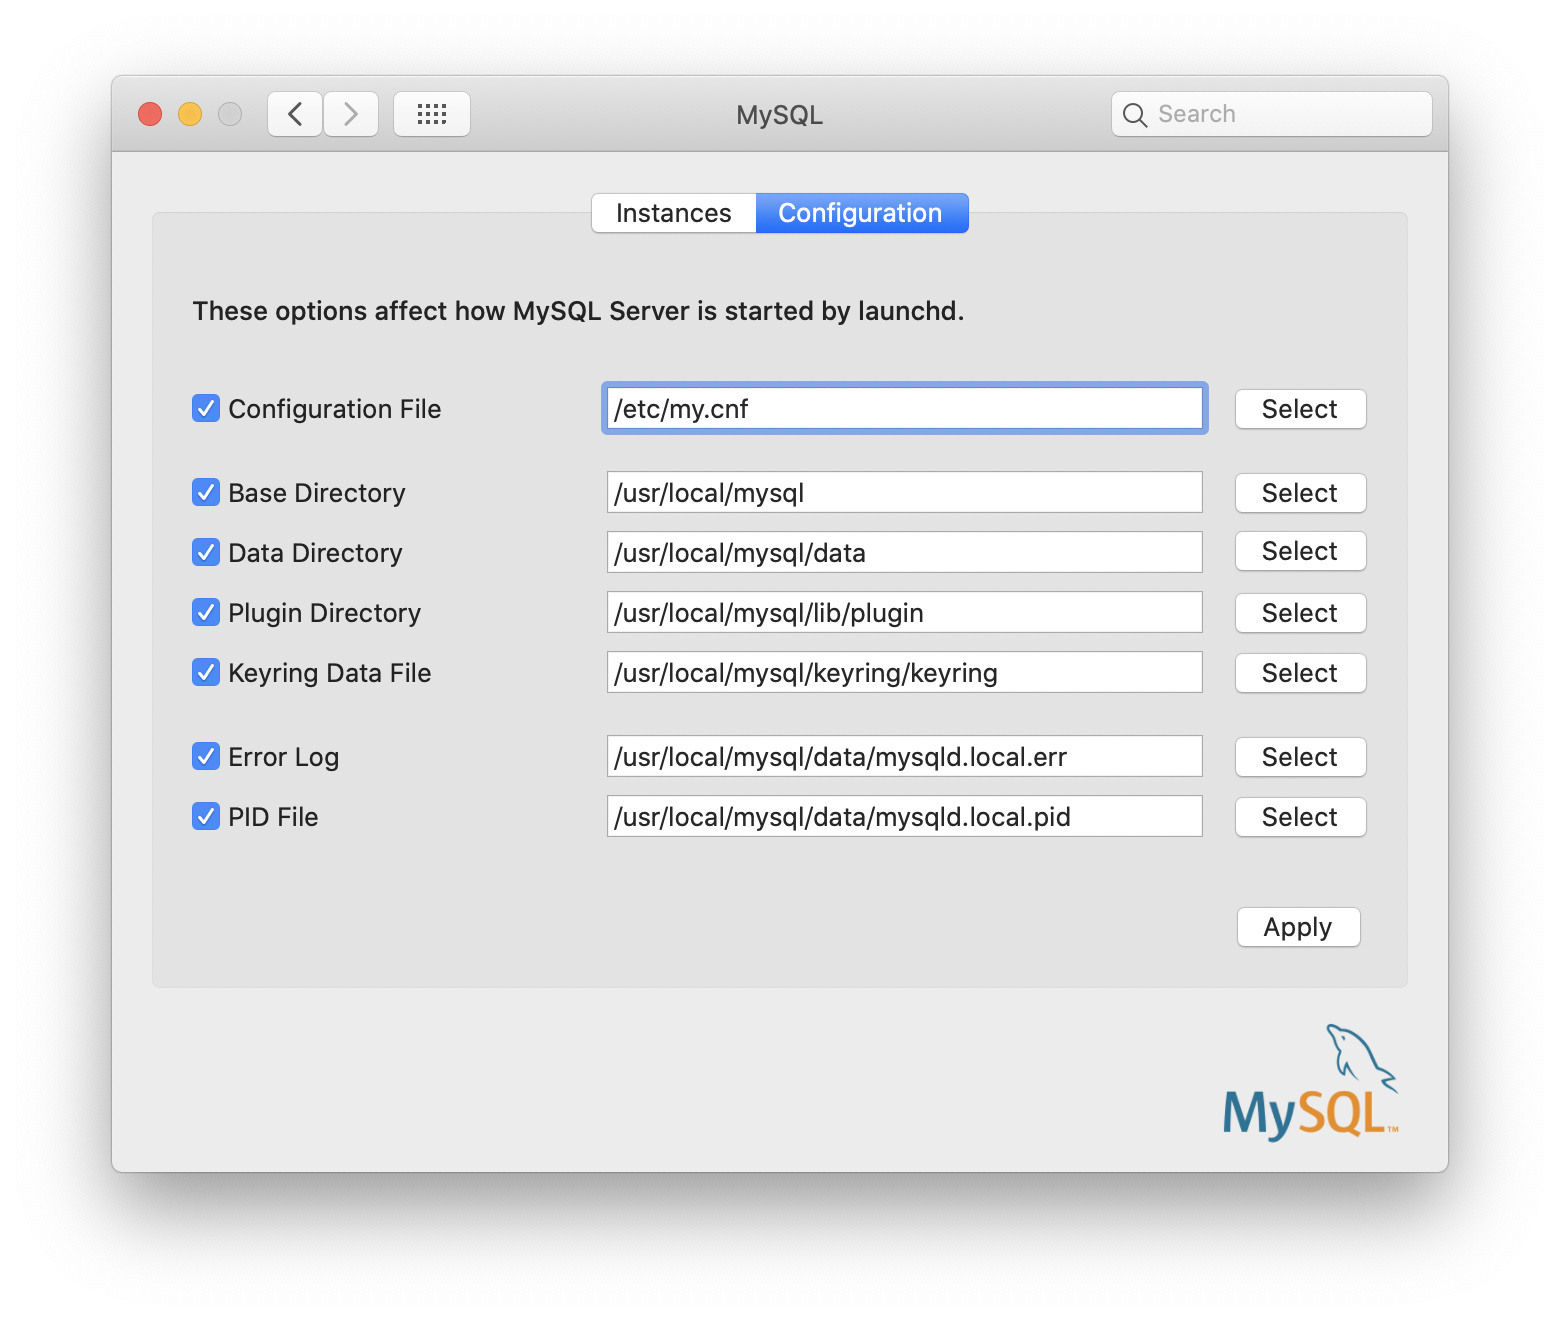 MySQL
Search
Instances Configuration
These options affect how MySQL Server is started by launchd.
Configuration File /etc/my.cnf Select
Base Directory /usr/local/mysql Select
Data Directory /usr/local/mysql/data Select
Plugin Directory /usr/local/mysql/lib/plugin Select
Keyring Data File /usr/local/mysql/keyring/keyring Select
Error Log /usr/local/mysql/data/mysqld.local.err Select
PID File /usr/local/mysql/data/mysqld.local.pid Select
Apply
MySQL™